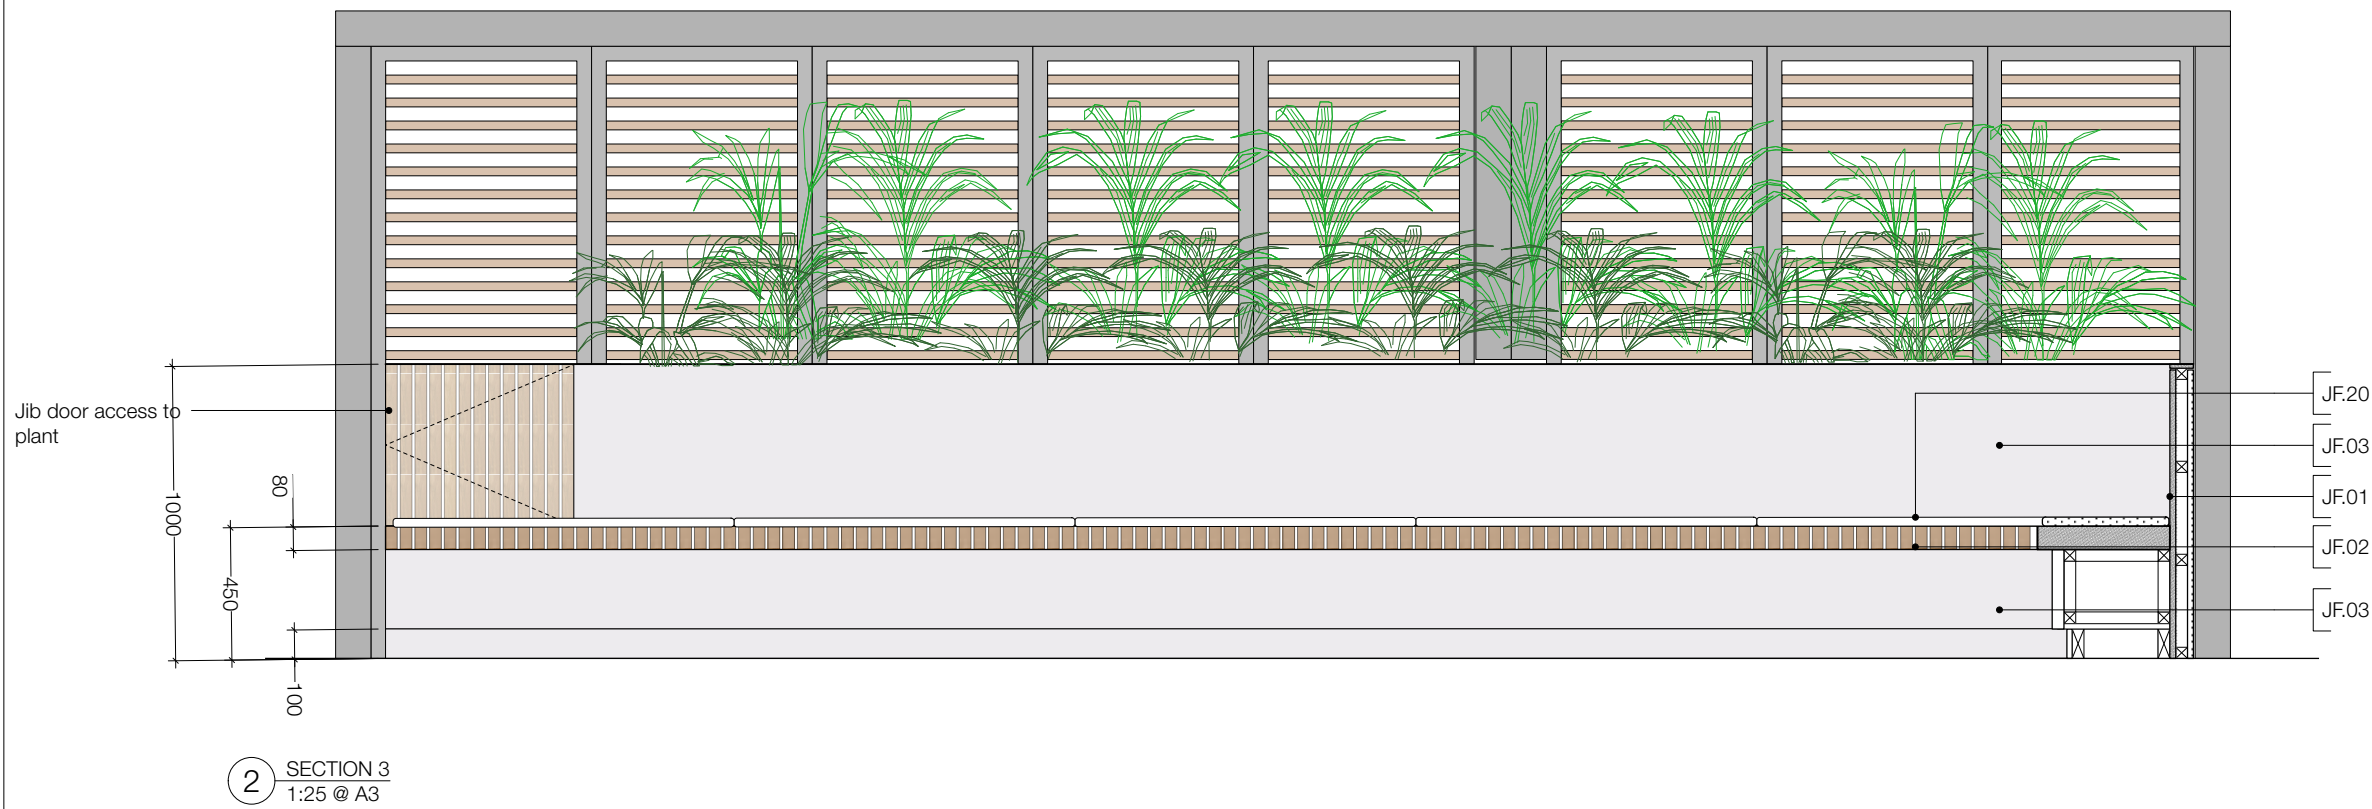 Jib door access to
plant
1000
80
450
100
JF.20
JF.03
JF.01
JF.02
JF.03
2
SECTION 3
1:25 @ A3